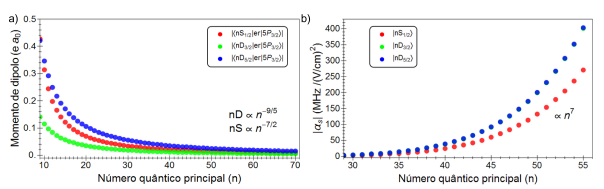 a)
b)
Momento de dipolo (e a₀)
0.5
0.4
0.3
0.2
0.1
0
|⟨nS₁/₂|er|5P₃/₂⟩|
|⟨nD₃/₂|er|5P₃/₂⟩|
|⟨nD₅/₂|er|5P₃/₂⟩|
nD ∝ n⁻⁹/⁵
nS ∝ n⁻⁷/²
10 20 30 40 50 60 70
Número quântico principal (n)
|αₛ| [MHz (V/cm)²]
400
350
300
250
200
150
100
50
0
|nS₁/₂⟩
|nD₃/₂⟩
|nD₅/₂⟩
∝ n⁷
30 35 40 45 50 55
Número quântico principal (n)